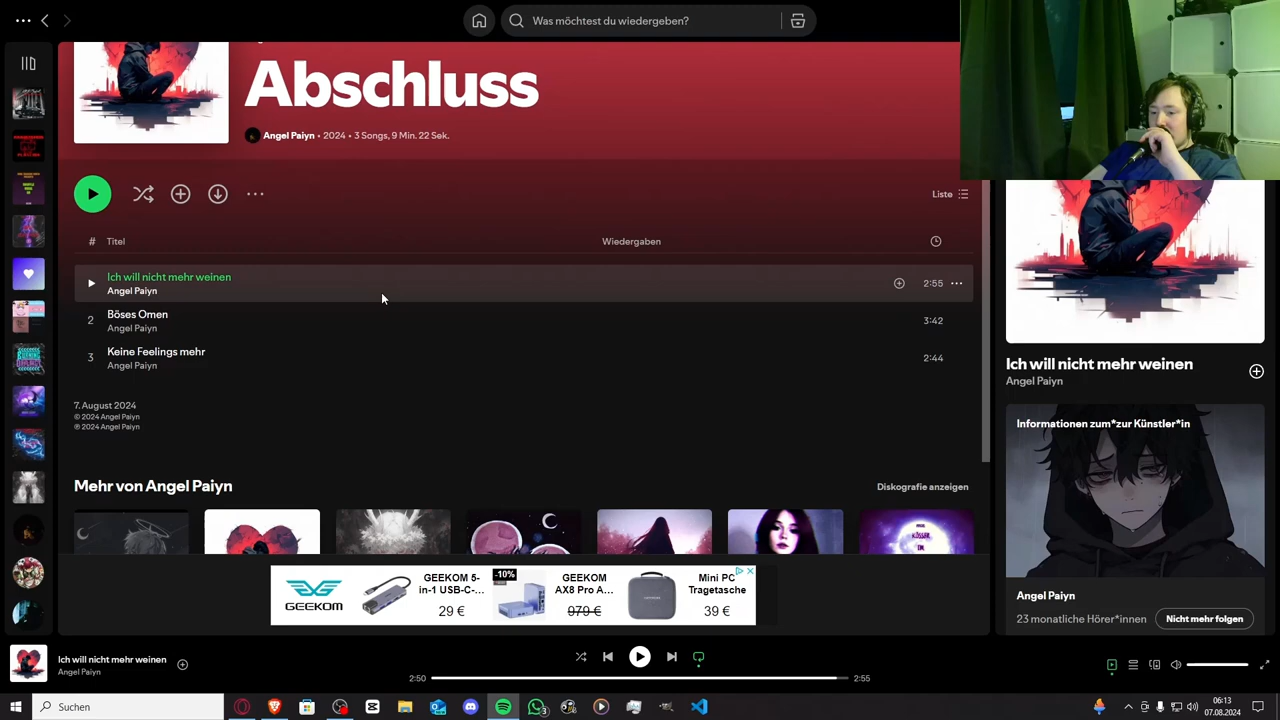 Was möchtest du wiedergeben?
Abschluss
Angel Paiyn • 2024 • 3 Songs, 9 Min. 22 Sek.
Liste
# Titel Wiedergaben
Ich will nicht mehr weinen 2:55
Angel Paiyn
2 Böses Omen 3:42
Angel Paiyn
3 Keine Feelings mehr 2:44
Angel Paiyn
7. August 2024
© 2024 Angel Paiyn
℗ 2024 Angel Paiyn
Mehr von Angel Paiyn
Diskografie anzeigen
GEEKOM
GEEKOM 5-
in-1 USB-C-...
29 €
-10%
GEEKOM
AX8 Pro A...
979 €
Mini PC
Tragetasche
39 €
Ich will nicht mehr weinen
Angel Paiyn
Informationen zum*zur Künstler*in
Angel Paiyn
23 monatliche Hörer*innen
Nicht mehr folgen
Ich will nicht mehr weinen
Angel Paiyn
2:50 2:55
Suchen
3
06:13
07.08.2024